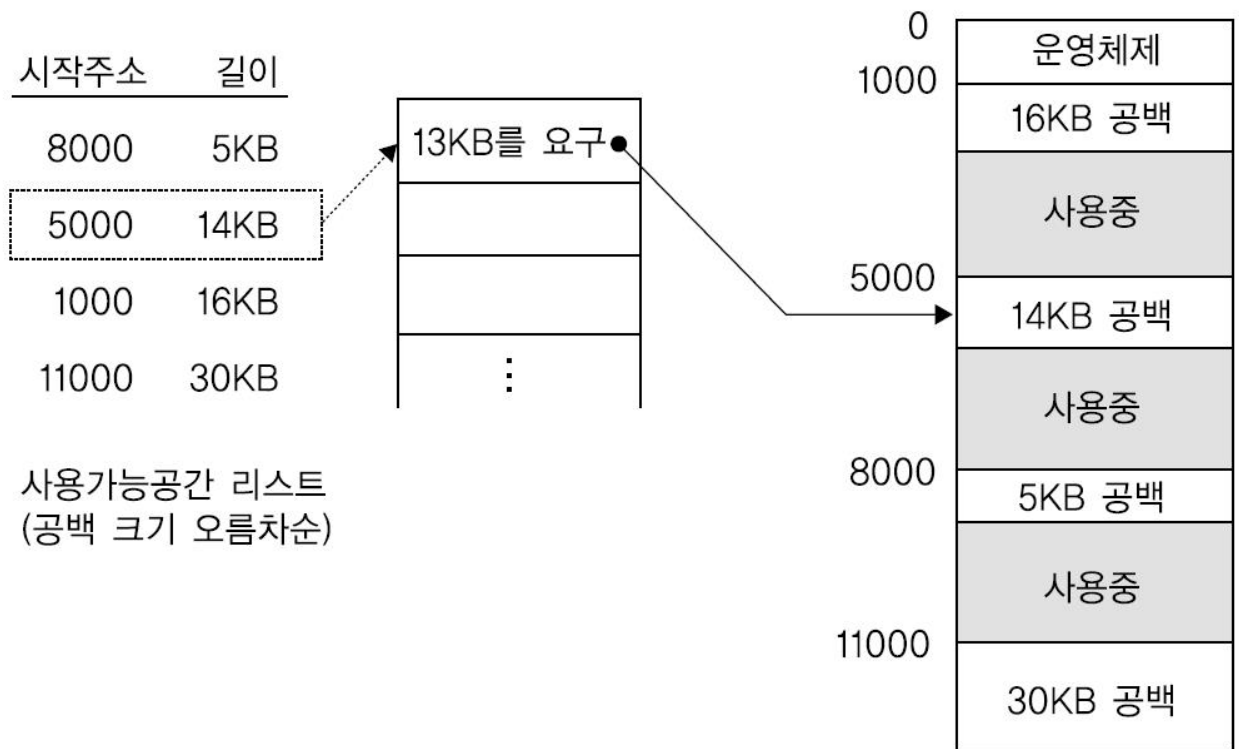 시작주소 길이
8000 5KB
5000 14KB
1000 16KB
11000 30KB
사용가능공간 리스트
(공백 크기 오름차순)
13KB를 요구
⋮
0
운영체제
1000
16KB 공백
사용중
5000
14KB 공백
사용중
8000
5KB 공백
사용중
11000
30KB 공백